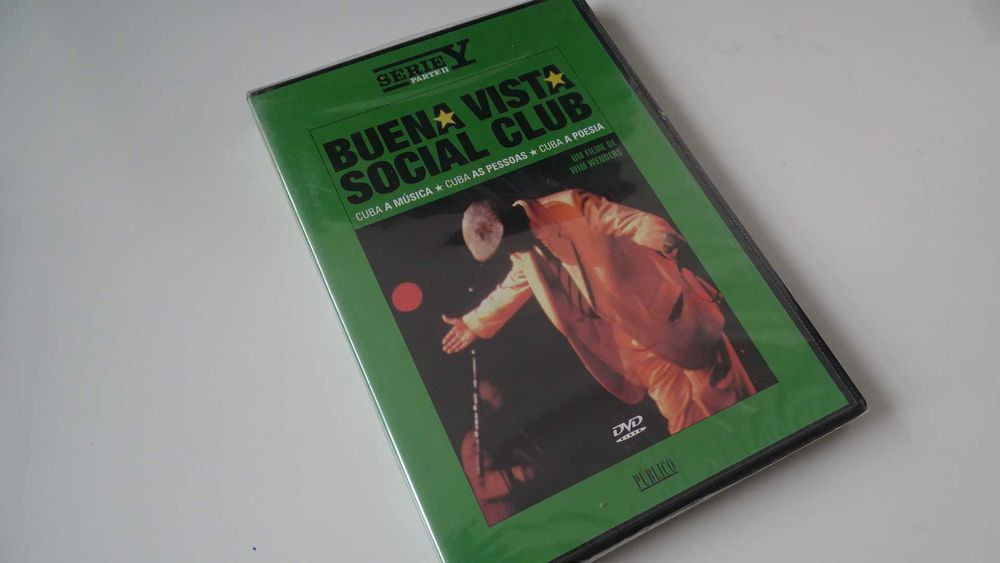 SÉRIE Y
PARTE II
BUENA VISTA
SOCIAL CLUB
CUBA A MÚSICA ★ CUBA AS PESSOAS ★ CUBA A POESIA
UM FILME DE
WIM WENDERS
DVD
PÚBLICO